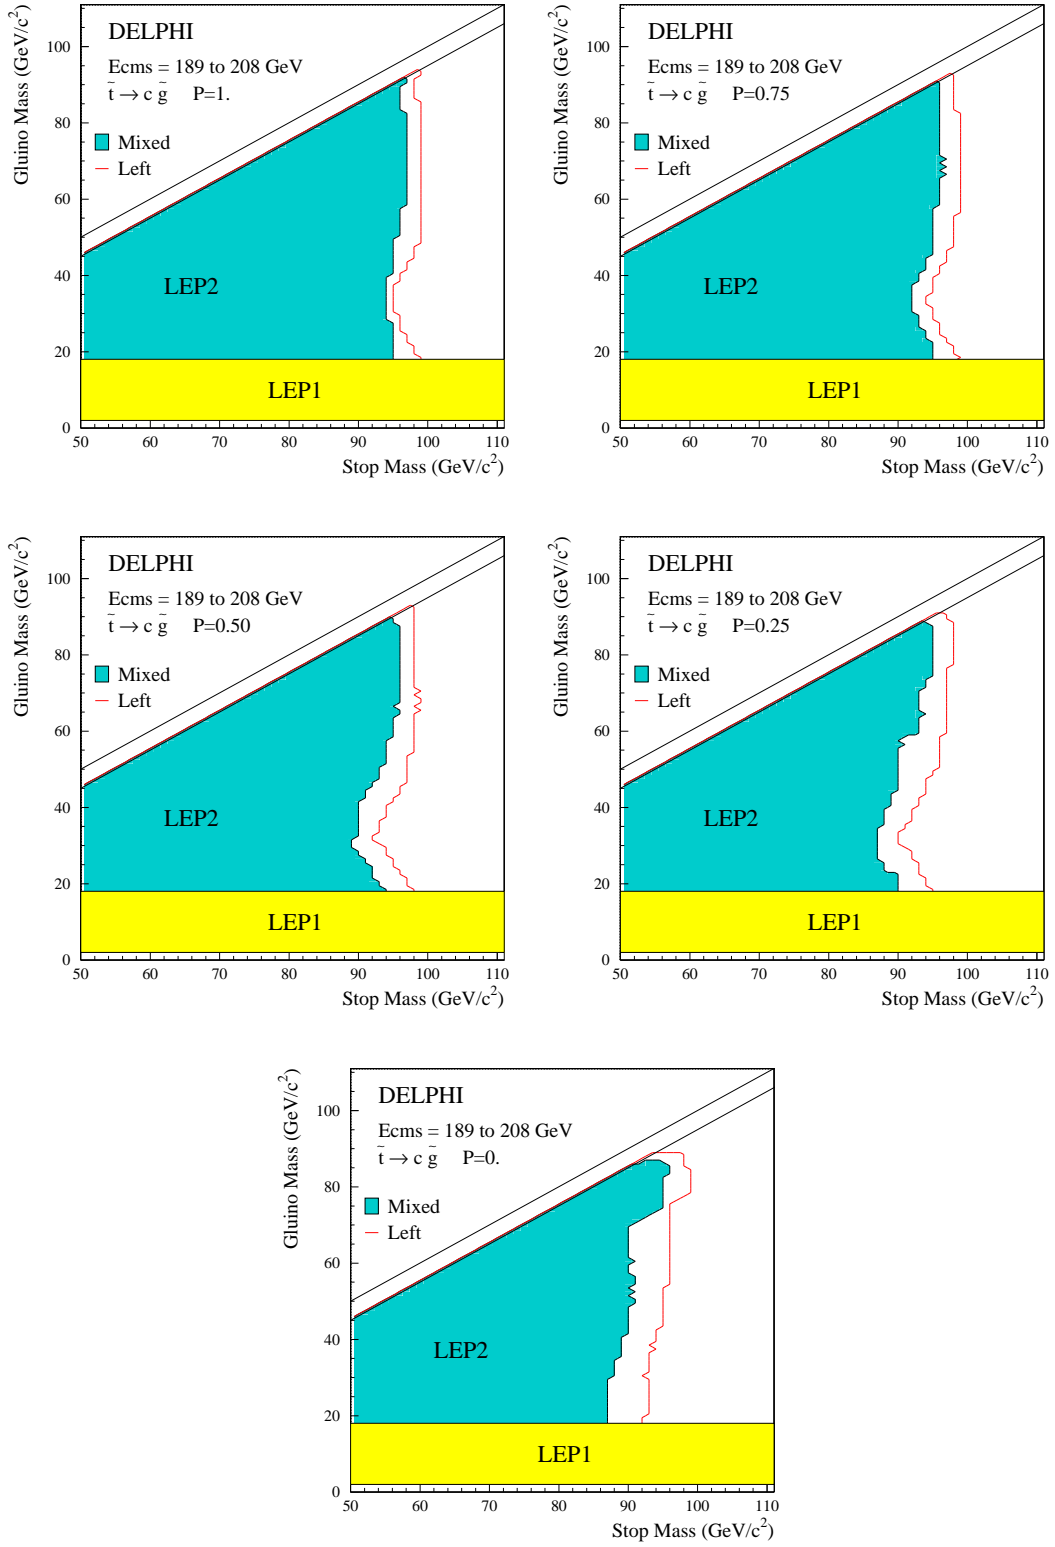 DELPHI
Ecms = 189 to 208 GeV
t̃ → c g̃ P=1.
Mixed
Left
LEP2
LEP1
Gluino Mass (GeV/c²)
100
80
60
40
20
0
50 60 70 80 90 100 110
Stop Mass (GeV/c²)
DELPHI
Ecms = 189 to 208 GeV
t̃ → c g̃ P=0.75
Mixed
Left
LEP2
LEP1
Gluino Mass (GeV/c²)
100
80
60
40
20
0
50 60 70 80 90 100 110
Stop Mass (GeV/c²)
DELPHI
Ecms = 189 to 208 GeV
t̃ → c g̃ P=0.50
Mixed
Left
LEP2
LEP1
Gluino Mass (GeV/c²)
100
80
60
40
20
0
50 60 70 80 90 100 110
Stop Mass (GeV/c²)
DELPHI
Ecms = 189 to 208 GeV
t̃ → c g̃ P=0.25
Mixed
Left
LEP2
LEP1
Gluino Mass (GeV/c²)
100
80
60
40
20
0
50 60 70 80 90 100 110
Stop Mass (GeV/c²)
DELPHI
Ecms = 189 to 208 GeV
t̃ → c g̃ P=0.
Mixed
Left
LEP2
LEP1
Gluino Mass (GeV/c²)
100
80
60
40
20
0
50 60 70 80 90 100 110
Stop Mass (GeV/c²)